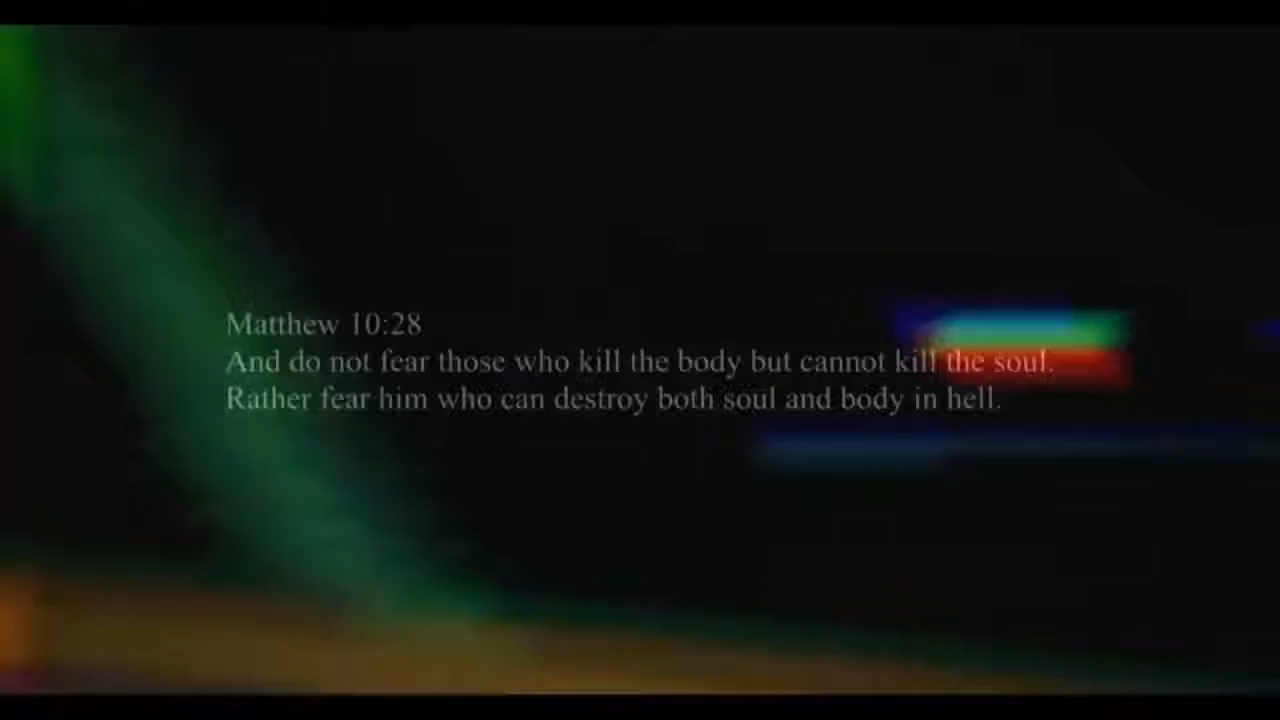 Matthew 10:28
And do not fear those who kill the body but cannot kill the soul.
Rather fear him who can destroy both soul and body in hell.